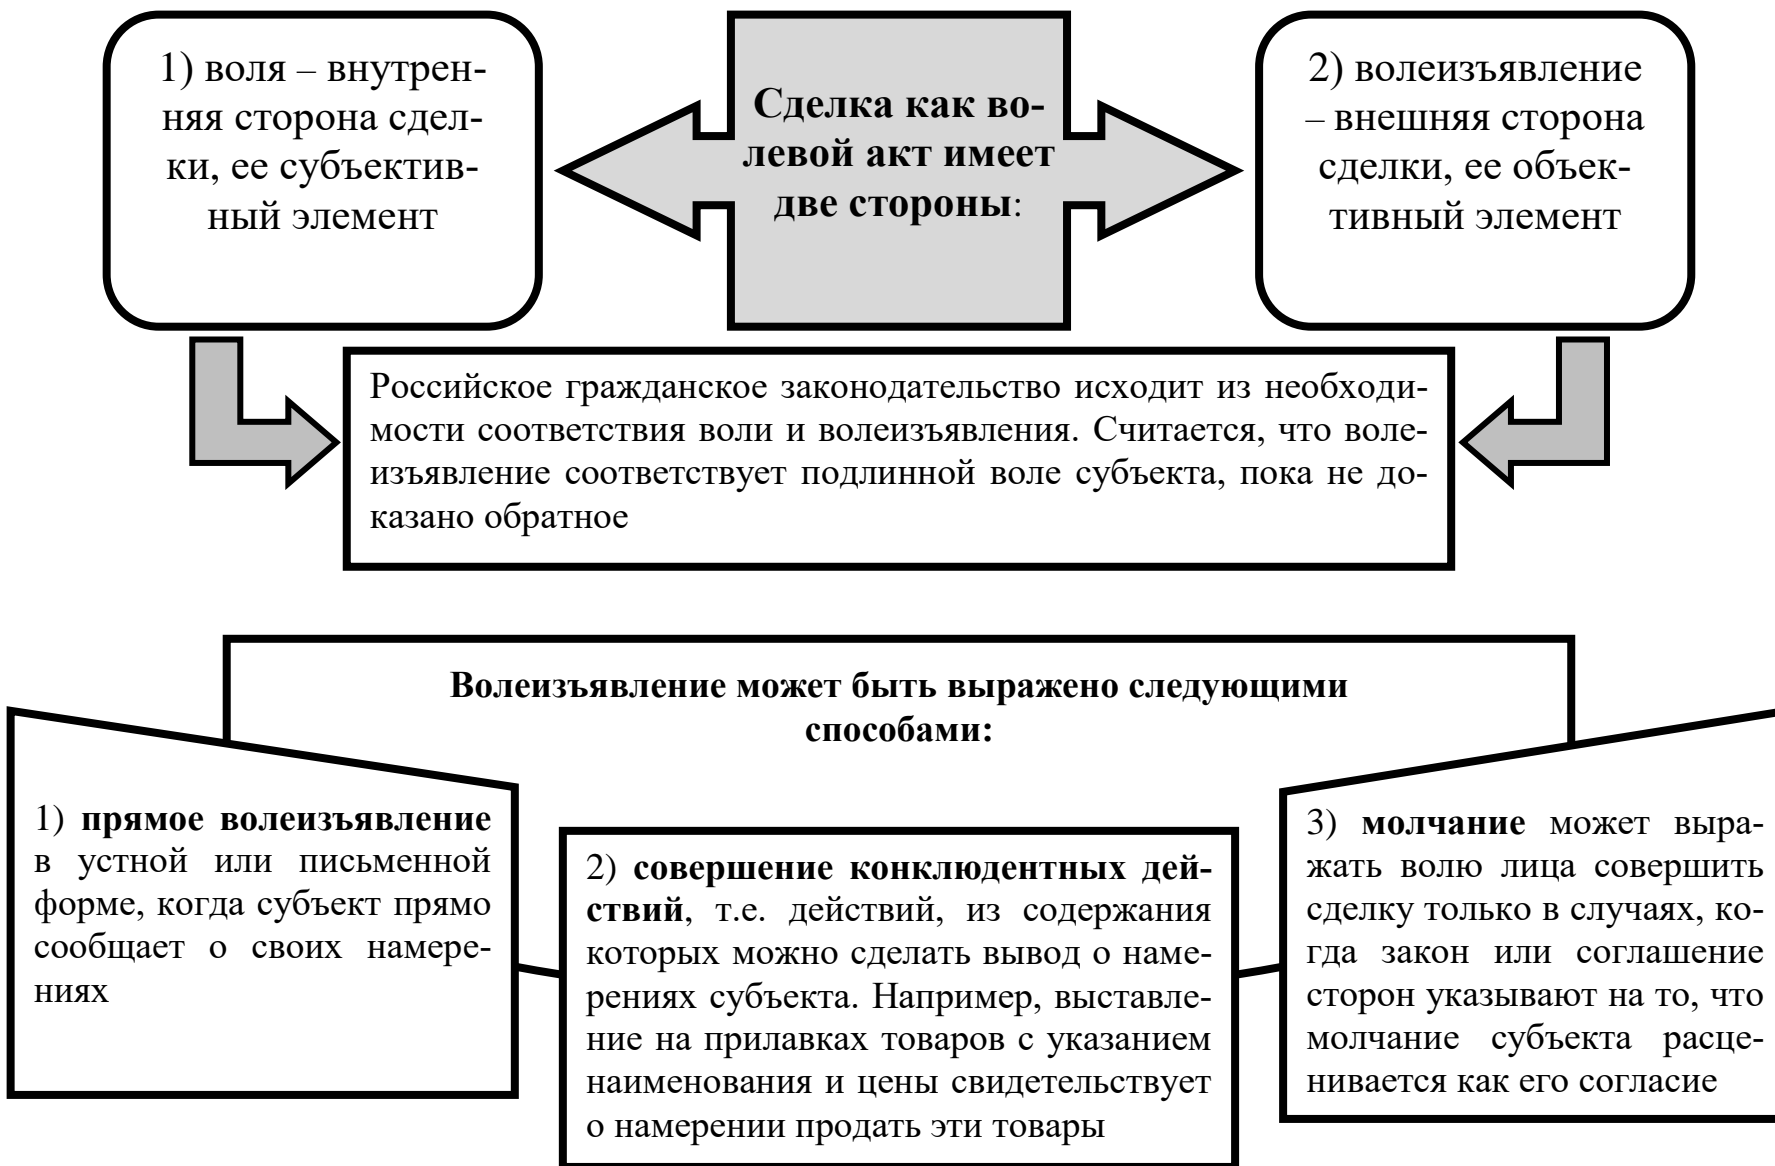 1) воля – внутрен-
няя сторона сдел-
ки, ее субъектив-
ный элемент
Сделка как во-
левой акт имеет
две стороны:
2) волеизъявление
– внешняя сторона
сделки, ее объек-
тивный элемент
Российское гражданское законодательство исходит из необходи-
мости соответствия воли и волеизъявления. Считается, что воле-
изъявление соответствует подлинной воле субъекта, пока не до-
казано обратное
Волеизъявление может быть выражено следующими
способами:
1) прямое волеизъявление
в устной или письменной
форме, когда субъект прямо
сообщает о своих намере-
ниях
2) совершение конклюдентных дей-
ствий, т.е. действий, из содержания
которых можно сделать вывод о наме-
рениях субъекта. Например, выставле-
ние на прилавках товаров с указанием
наименования и цены свидетельствует
о намерении продать эти товары
3) молчание может выра-
жать волю лица совершить
сделку только в случаях, ко-
гда закон или соглашение
сторон указывают на то, что
молчание субъекта расце-
нивается как его согласие